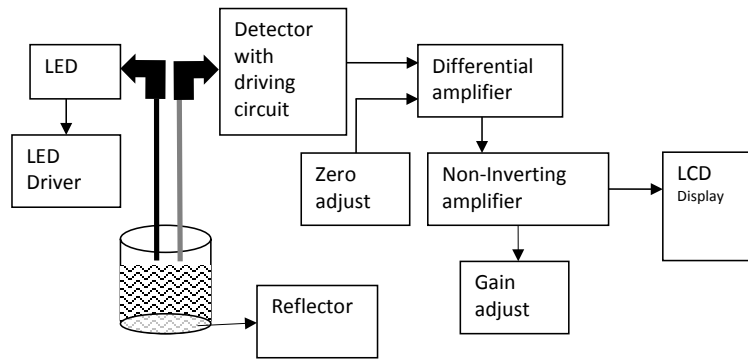 LED
LED
Driver
Detector
with
driving
circuit
Differential
amplifier
Zero
adjust
Non-Inverting
amplifier
LCD
Display
Gain
adjust
Reflector